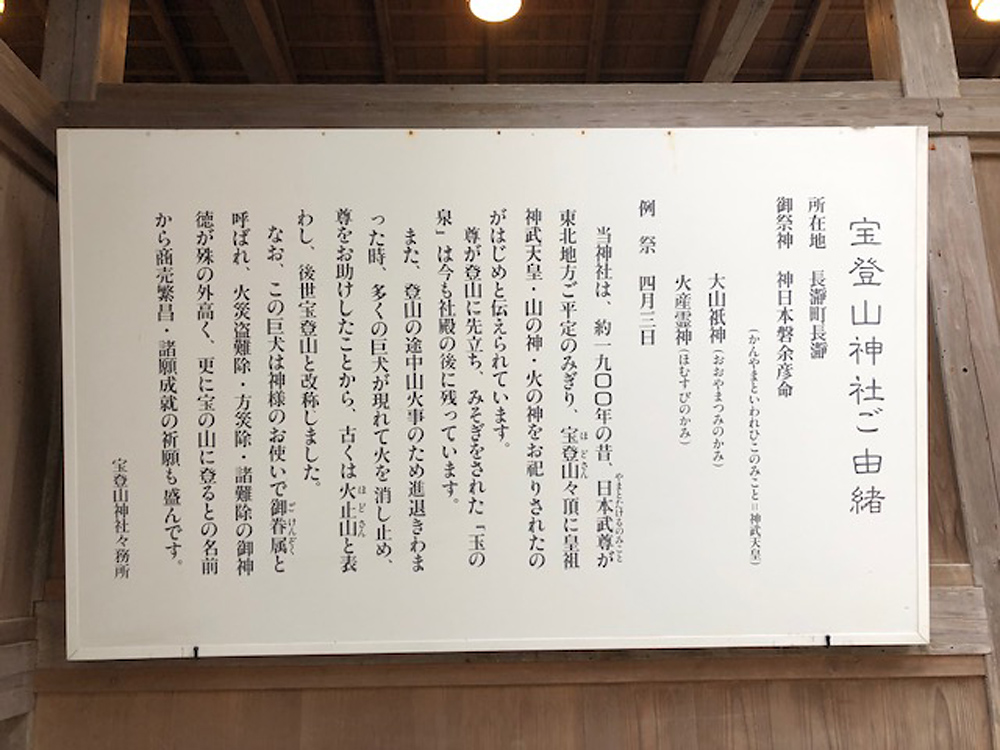 宝登山神社ご由緒
所在地 長瀞町長瀞
御祭神 神日本磐余彦命
(かんやまといわれひこのみこと＝神武天皇)
大山祇神(おおやまつみのかみ)
火産霊神(ほむすびのかみ)
例祭 四月三日
当神社は、約一九〇〇年の昔、日本武尊が
やまとたけるのみこと
東北地方ご平定のみぎり、宝登山々頂に皇祖
ほどさん
神武天皇・山の神・火の神をお祀りされたの
がはじめと伝えられています。
尊が登山に先立ち、みそぎをされた「玉の
泉」は今も社殿の後に残っています。
また、登山の途中山火事のため進退きわま
った時、多くの巨犬が現れて火を消し止め、
尊をお助けしたことから、古くは火止山と表
ほどさん
わし、後世宝登山と改称しました。
なお、この巨犬は神様のお使いで御眷属と
ごけんぞく
呼ばれ、火災盗難除・方災除・諸難除の御神
徳が殊の外高く、更に宝の山に登るとの名前
から商売繁昌・諸願成就の祈願も盛んです。
宝登山神社々務所